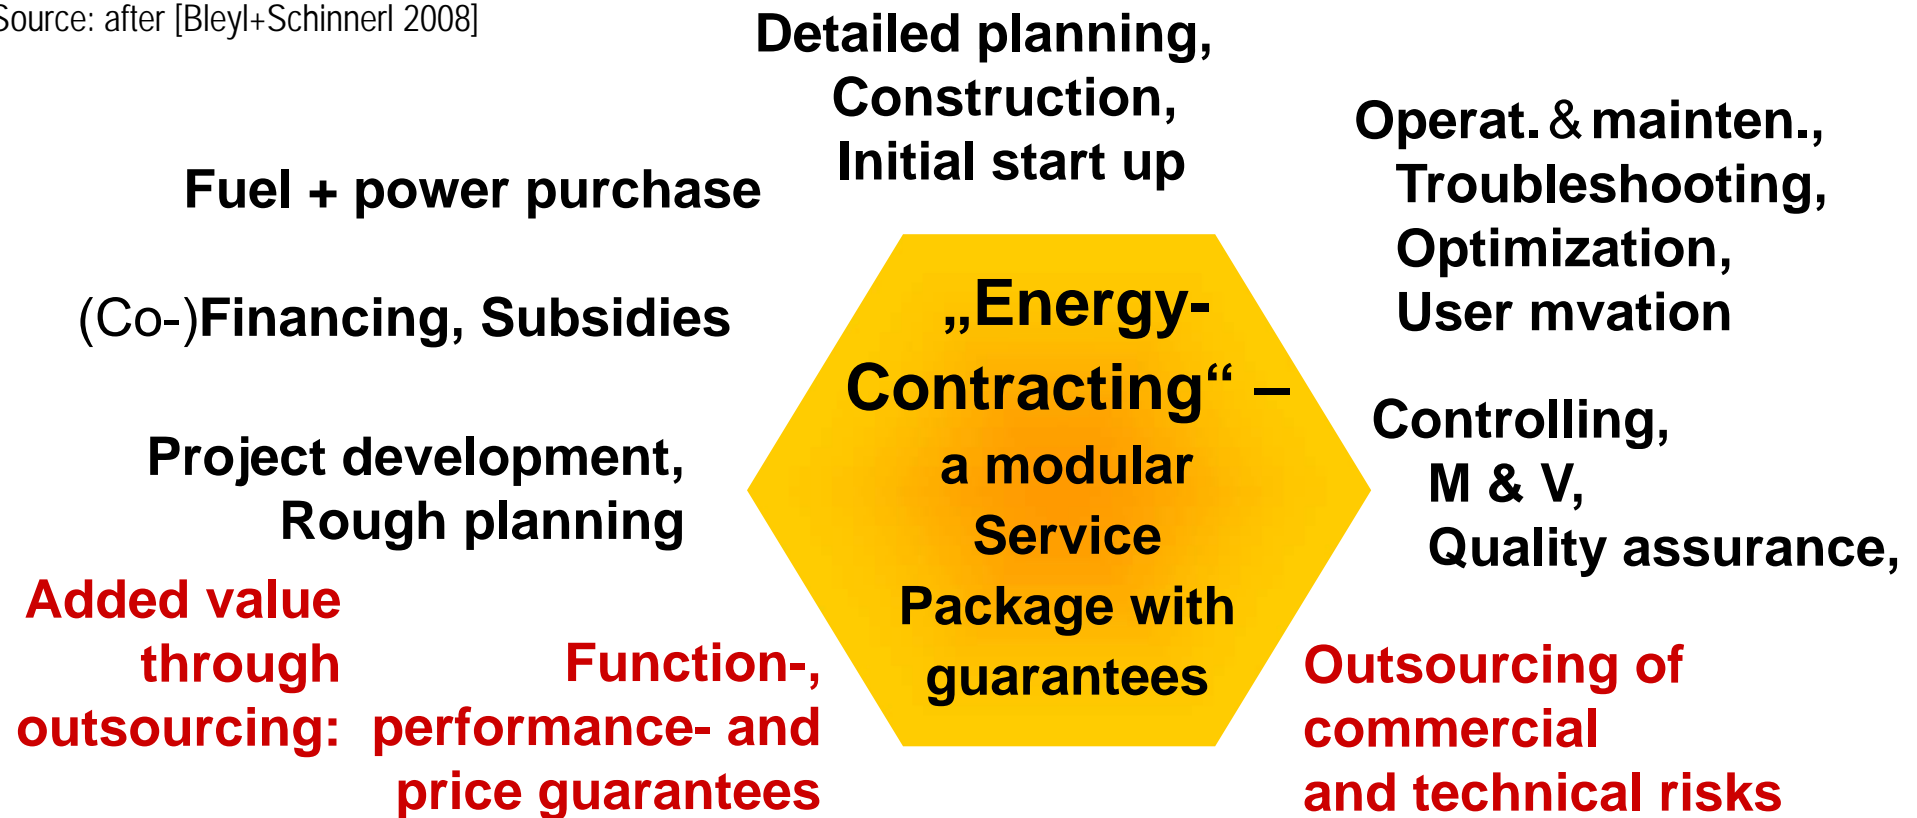 Source: after [Bleyl+Schinnerl 2008]
Detailed planning,
Construction,
Initial start up
Operat. & mainten.,
Troubleshooting,
Optimization,
User mvation
Fuel + power purchase
(Co-)Financing, Subsidies
Project development,
Rough planning
„Energy-
Contracting“ –
a modular
Service
Package with
guarantees
Controlling,
M & V,
Quality assurance,
Added value
through
outsourcing:
Function-,
performance- and
price guarantees
Outsourcing of
commercial
and technical risks